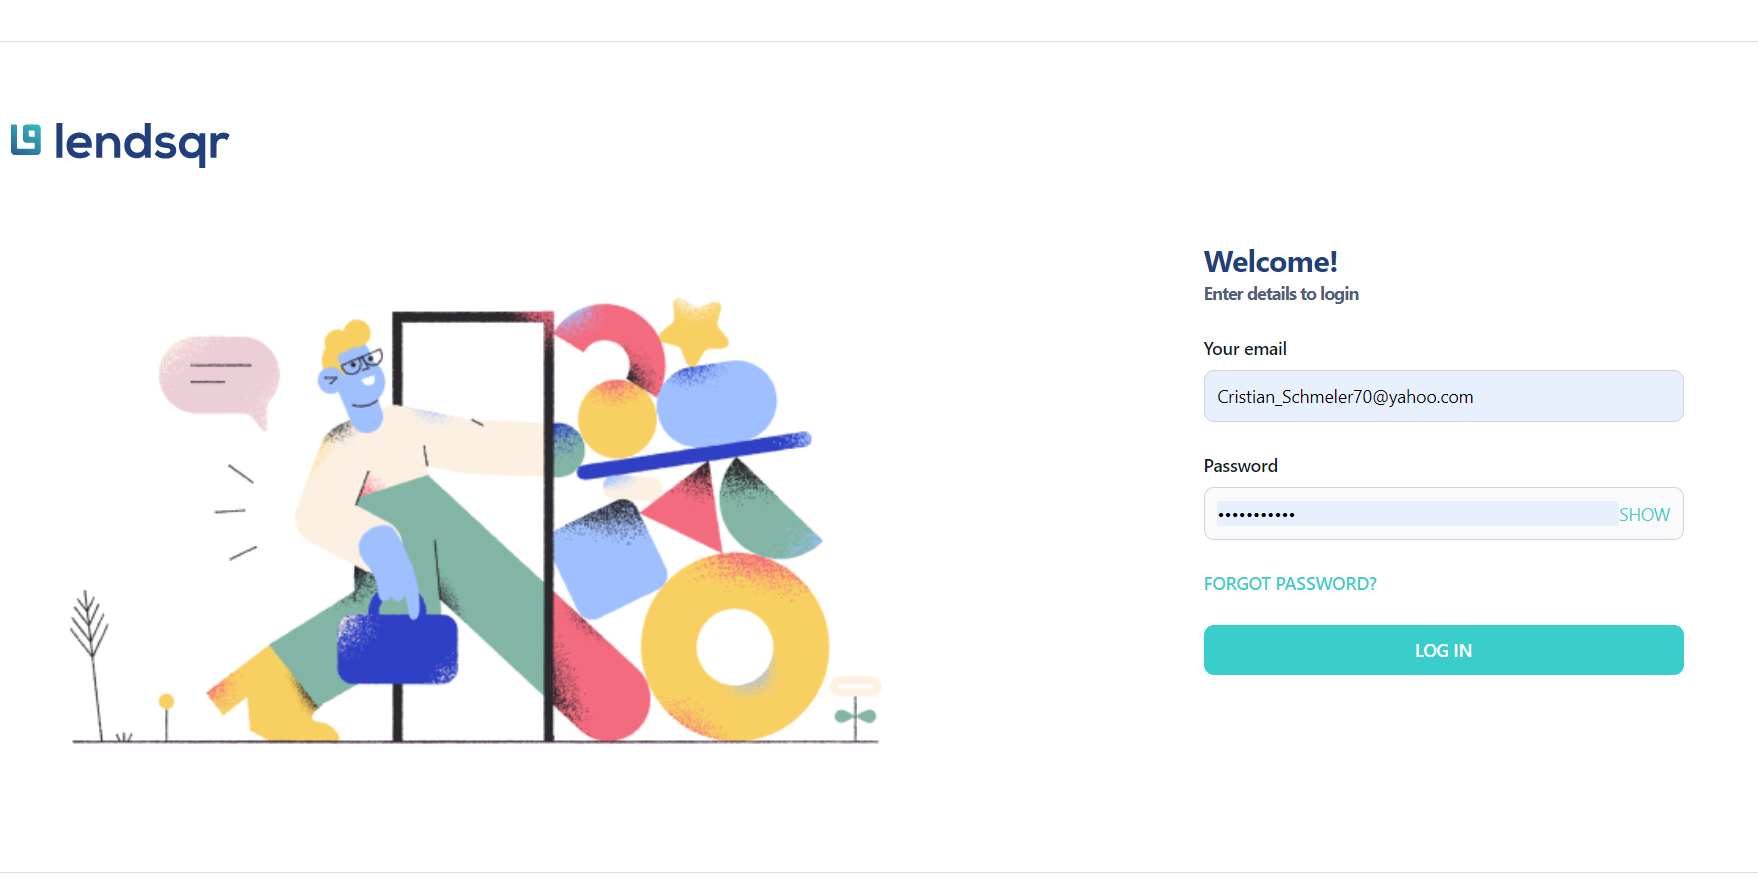 lendsqr
Welcome!
Enter details to login
Your email
Cristian_Schmeler70@yahoo.com
Password
••••••••••• SHOW
FORGOT PASSWORD?
LOG IN